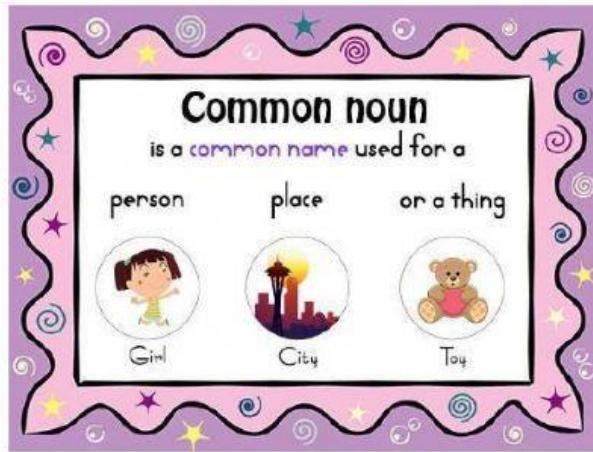 Common noun
is a common name used for a
person place or a thing
Girl City Toy